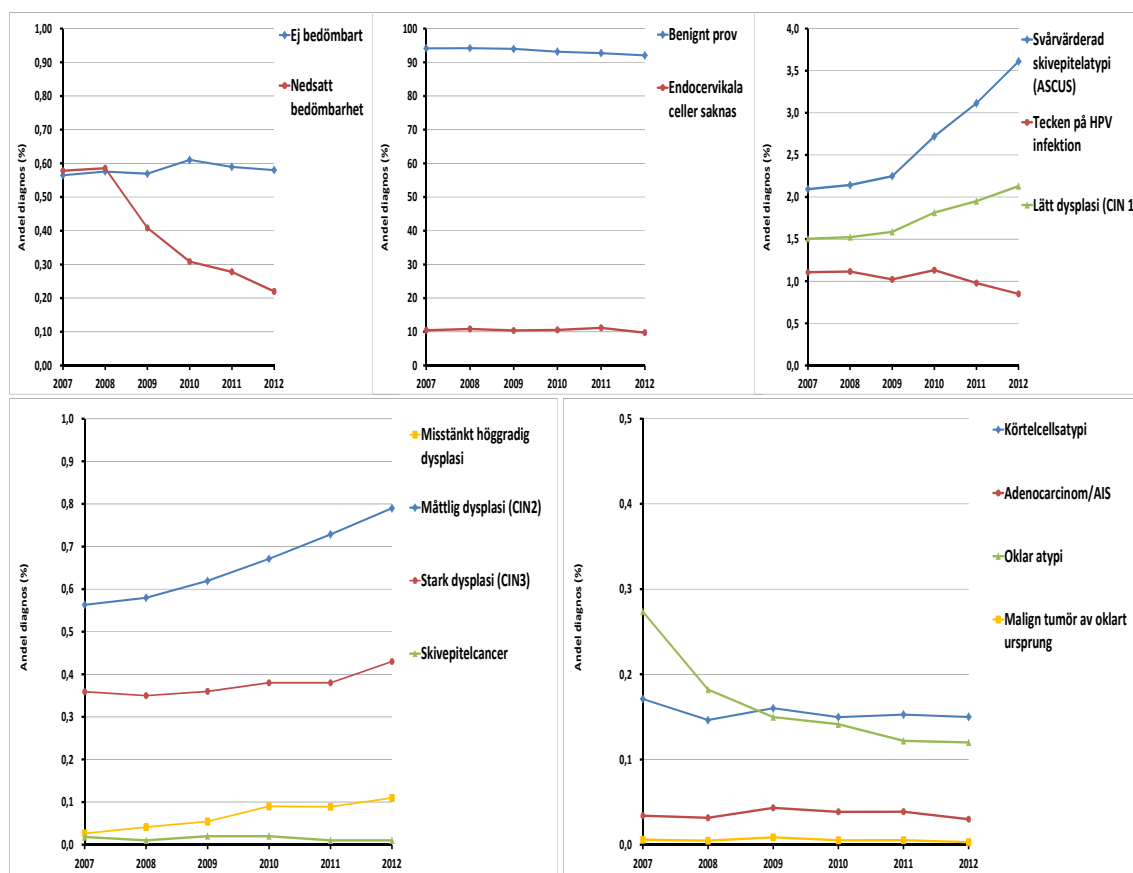 1,00
0,90
0,80
0,70
0,60
0,50
0,40
0,30
0,20
0,10
0,00
Andel diagnos (%)
2007 2008 2009 2010 2011 2012
Ej bedömbart
Nedsatt
bedömbarhet
100
90
80
70
60
50
40
30
20
10
0
Andel diagnos (%)
2007 2008 2009 2010 2011 2012
Benignt prov
Endocervikala
celler saknas
4,0
3,5
3,0
2,5
2,0
1,5
1,0
0,5
0,0
Andel diagnos (%)
2007 2008 2009 2010 2011 2012
Svårvärderad
skivepitelatypi
(ASCUS)
Tecken på HPV
infektion
Lätt dysplasi (CIN 1
1,0
0,9
0,8
0,7
0,6
0,5
0,4
0,3
0,2
0,1
0,0
Andel diagnos (%)
2007 2008 2009 2010 2011 2012
Misstänkt höggradig
dysplasi
Måttlig dysplasi (CIN2)
Stark dysplasi (CIN3)
Skivepitelcancer
0,5
0,4
0,3
0,2
0,1
0,0
Andel diagnos (%)
2007 2008 2009 2010 2011 2012
Körtelcellsatypi
Adenocarcinom/AIS
Oklar atypi
Malign tumör av oklart
ursprung